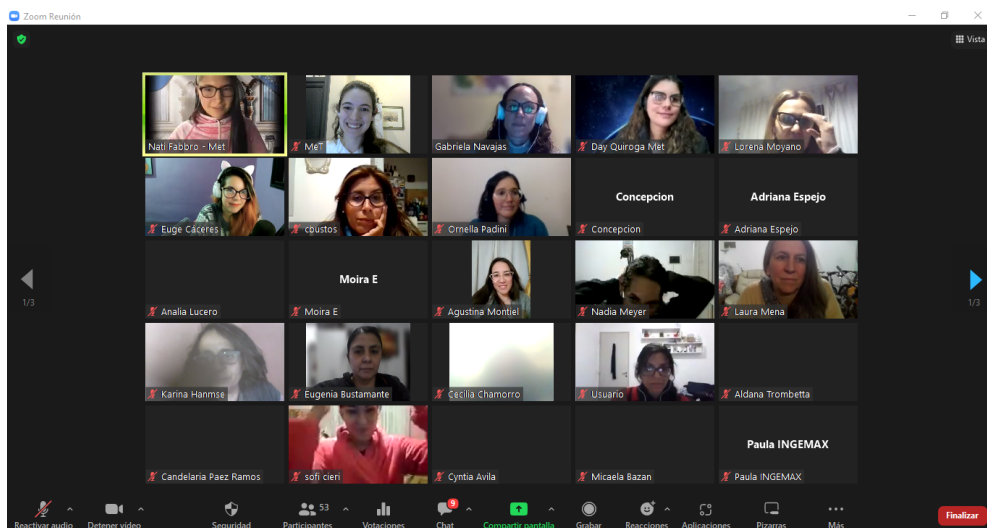 Zoom Reunión
Vista
Nati Fabbro - Met
MeT
Gabriela Navajas
Day Quiroga Met
Lorena Moyano
Euge Cáceres
coustos
Ornella Padini
Concepcion
Concepcion
Adriana Espejo
Adriana Espejo
Analia Lucero
Moira E
Moira E
Agustina Montiel
Nadia Meyer
Laura Mena
1/3
1/3
Karina Hanmse
Eugenia Bustamante
Cecilia Chamorro
Usuario
Aldana Trombetta
Candelaria Paez Ramos
sofi cieri
Cyntia Avila
Micaela Bazan
Paula INGEMAX
Paula INGEMAX
Reactivar audio
Detener video
Seguridad
53
Participantes
Votaciones
9
Chat
Compartir pantalla
Grabar
Reacciones
Aplicaciones
Pizarras
Más
Finalizar